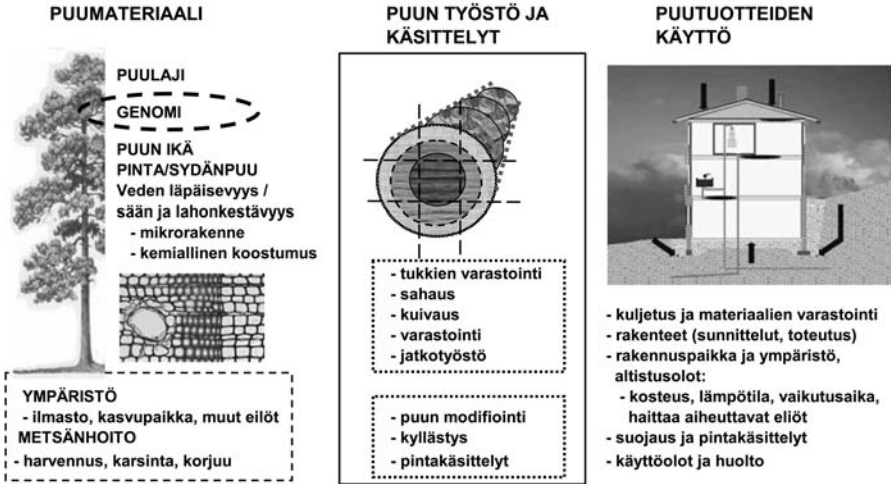 PUUMATERIAALI
PUULAJI
GENOMI
PUUN IKÄ
PINTA/SYDÄNPUU
Veden läpäisevyys /
sään ja lahonkestävyys
- mikrorakenne
- kemiallinen koostumus
YMPÄRISTÖ
- ilmasto, kasvupaikka, muut eilöt
METSÄNHOITO
- harvennus, karsinta, korjuu
PUUN TYÖSTÖ JA
KÄSITTELYT
- tukkien varastointi
- sahaus
- kuivaus
- varastointi
- jatkotyöstö
- puun modifiointi
- kyllästys
- pintakäsittelyt
PUUTUOTTEIDEN
KÄYTTÖ
- kuljetus ja materiaalien varastointi
- rakenteet (sunnittelut, toteutus)
- rakennuspaikka ja ympäristö,
altistusolot:
- kosteus, lämpötila, vaikutusaika,
haittaa aiheuttavat eliöt
- suojaus ja pintakäsittelyt
- käyttöolot ja huolto